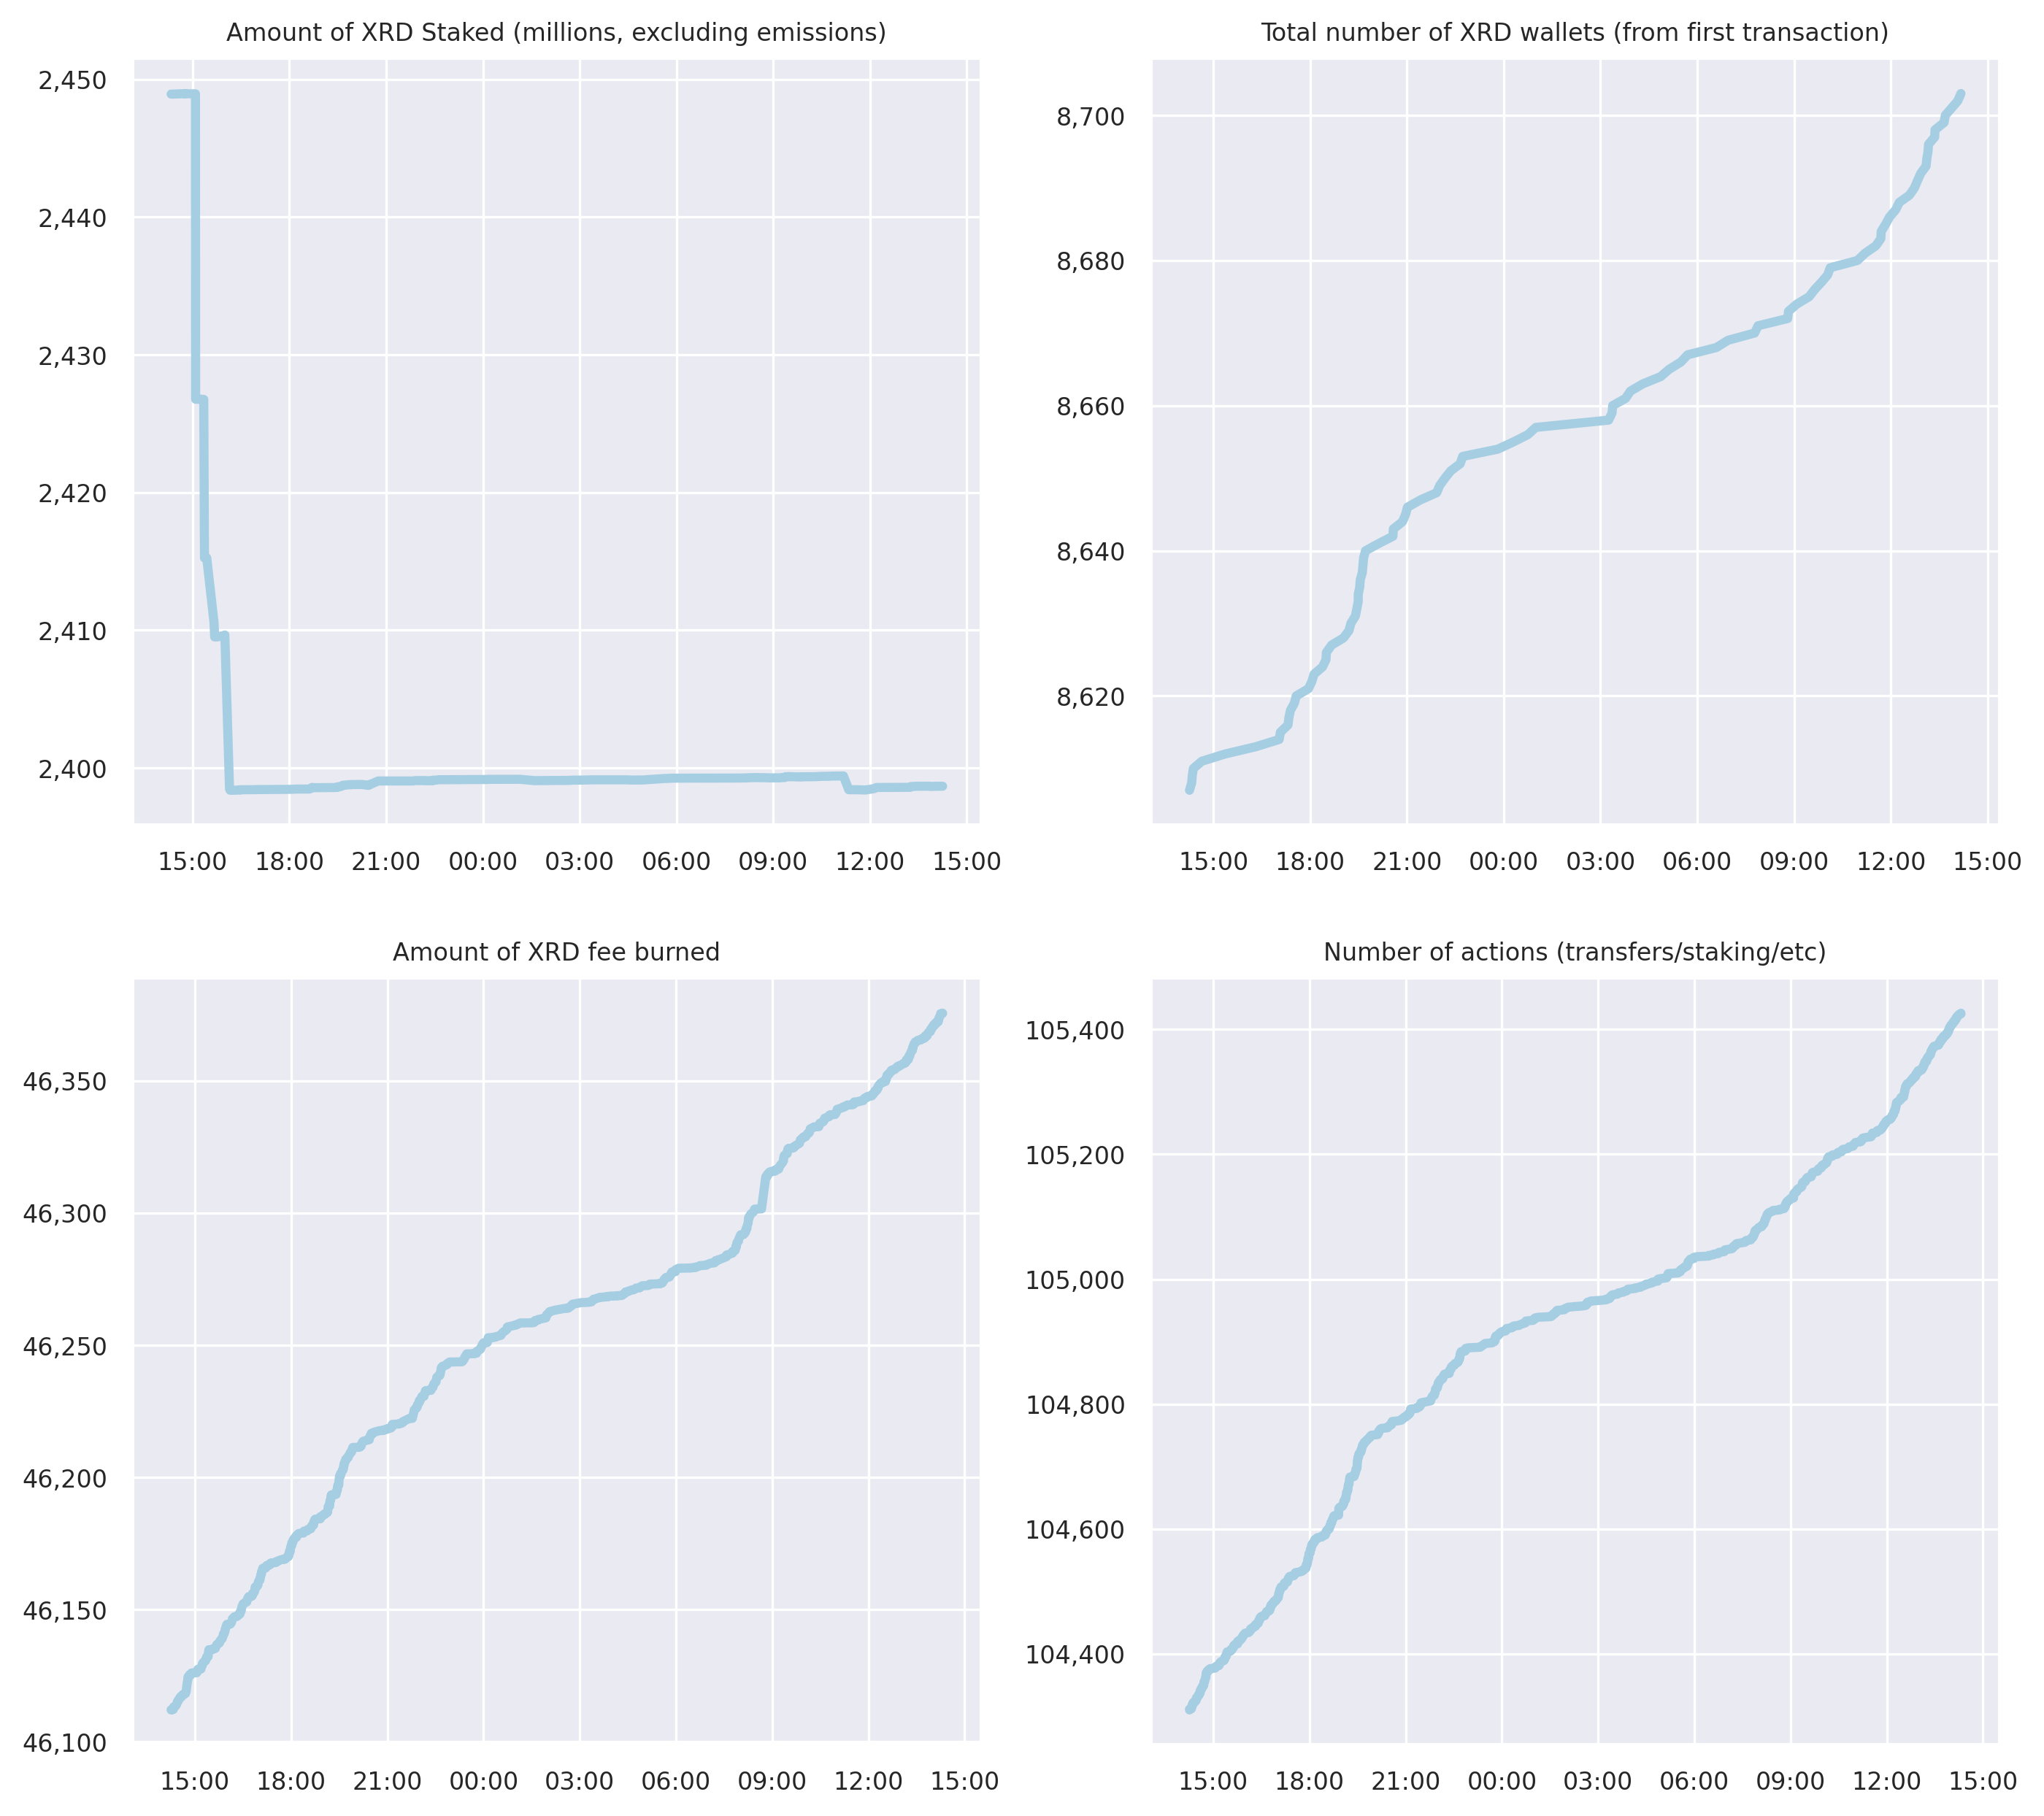 Amount of XRD Staked (millions, excluding emissions)
2,450
2,440
2,430
2,420
2,410
2,400
15:00 18:00 21:00 00:00 03:00 06:00 09:00 12:00 15:00
Total number of XRD wallets (from first transaction)
8,700
8,680
8,660
8,640
8,620
15:00 18:00 21:00 00:00 03:00 06:00 09:00 12:00 15:00
Amount of XRD fee burned
46,350
46,300
46,250
46,200
46,150
46,100
15:00 18:00 21:00 00:00 03:00 06:00 09:00 12:00 15:00
Number of actions (transfers/staking/etc)
105,400
105,200
105,000
104,800
104,600
104,400
15:00 18:00 21:00 00:00 03:00 06:00 09:00 12:00 15:00